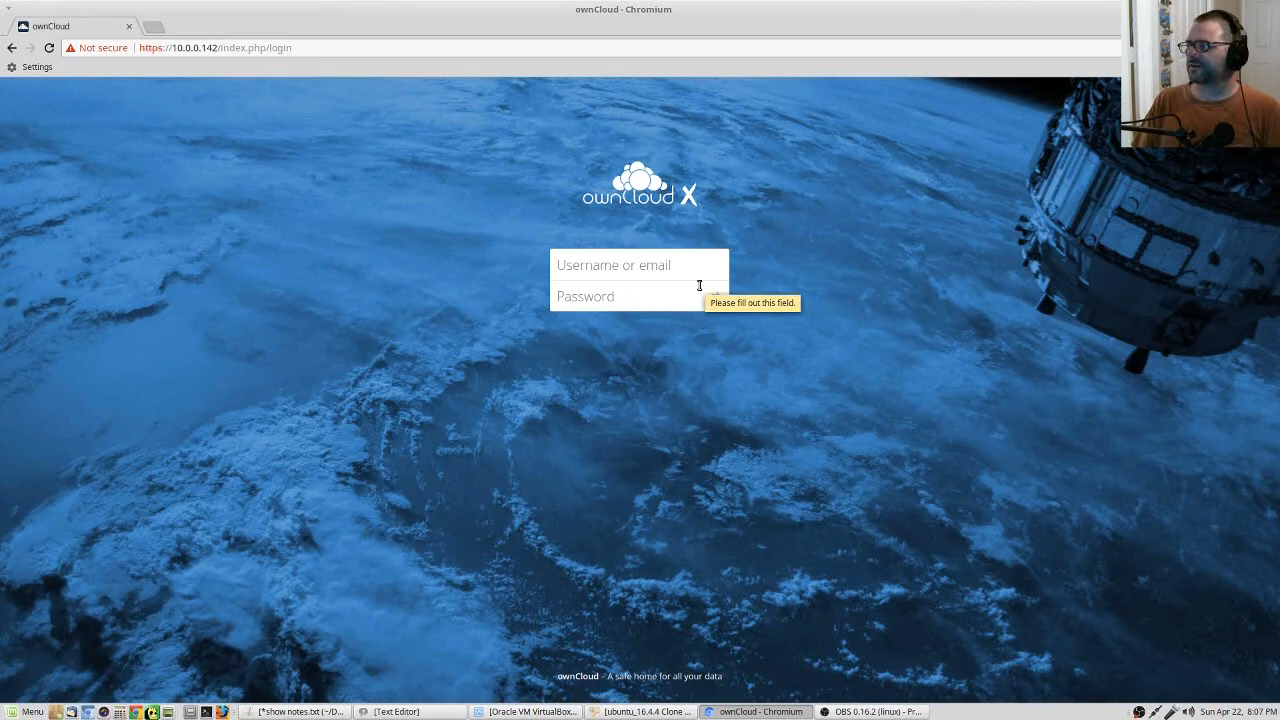 ownCloud - Chromium
ownCloud
Not secure https://10.0.0.142/index.php/login
Settings
ownCloud X
Username or email
Password
Please fill out this field.
ownCloud – A safe home for all your data
Menu [*show notes.txt (~/D... [Text Editor] [Oracle VM VirtualBox... [ubuntu_16.4.4 Clone ... ownCloud - Chromium OBS 0.16.2 (linux) - Pr... Sun Apr 22, 8:07 PM